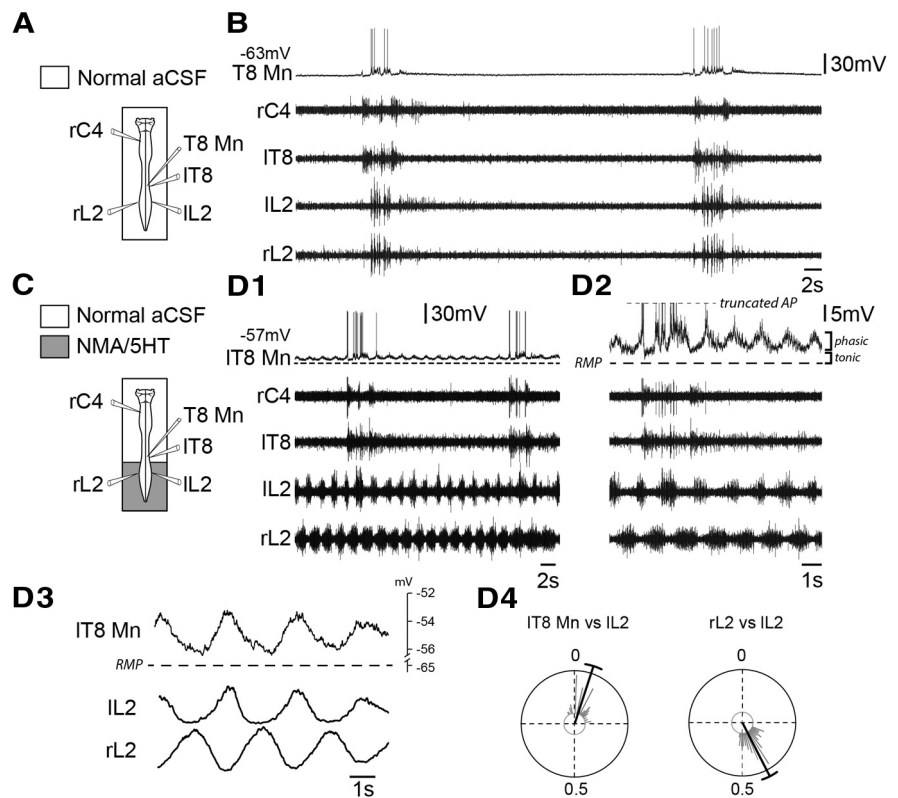 A
Normal aCSF
rC4
T8 Mn
lT8
rL2
lL2
B
-63mV
T8 Mn
30mV
rC4
lT8
lL2
rL2
2s
C
Normal aCSF
NMA/5HT
rC4
T8 Mn
lT8
rL2
lL2
D1
30mV
-57mV
lT8 Mn
rC4
lT8
lL2
rL2
2s
D2
truncated AP
5mV
phasic
tonic
RMP
1s
D3
mV
-52
-54
-56
-65
lT8 Mn
RMP
lL2
rL2
1s
D4
lT8 Mn vs lL2
rL2 vs lL2
0
0
0.5
0.5